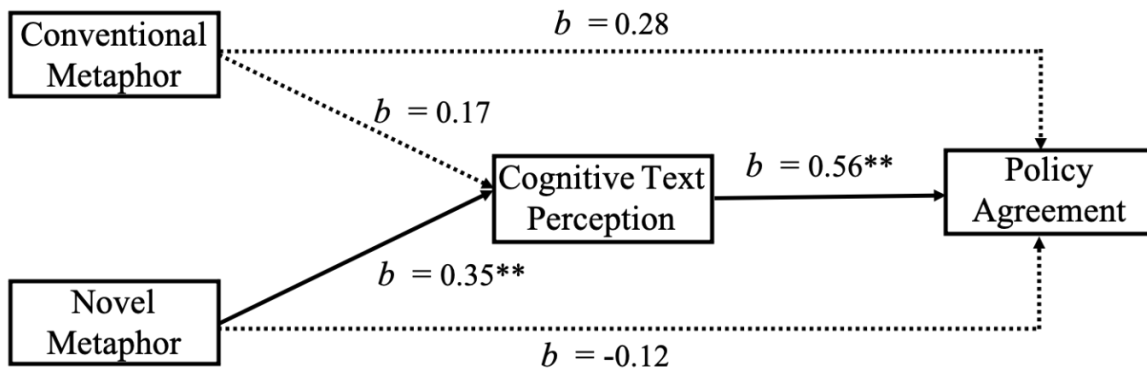 b = 0.28
Conventional
Metaphor
b = 0.17
Cognitive Text
Perception
b = 0.56**
Policy
Agreement
b = 0.35**
Novel
Metaphor
b = -0.12